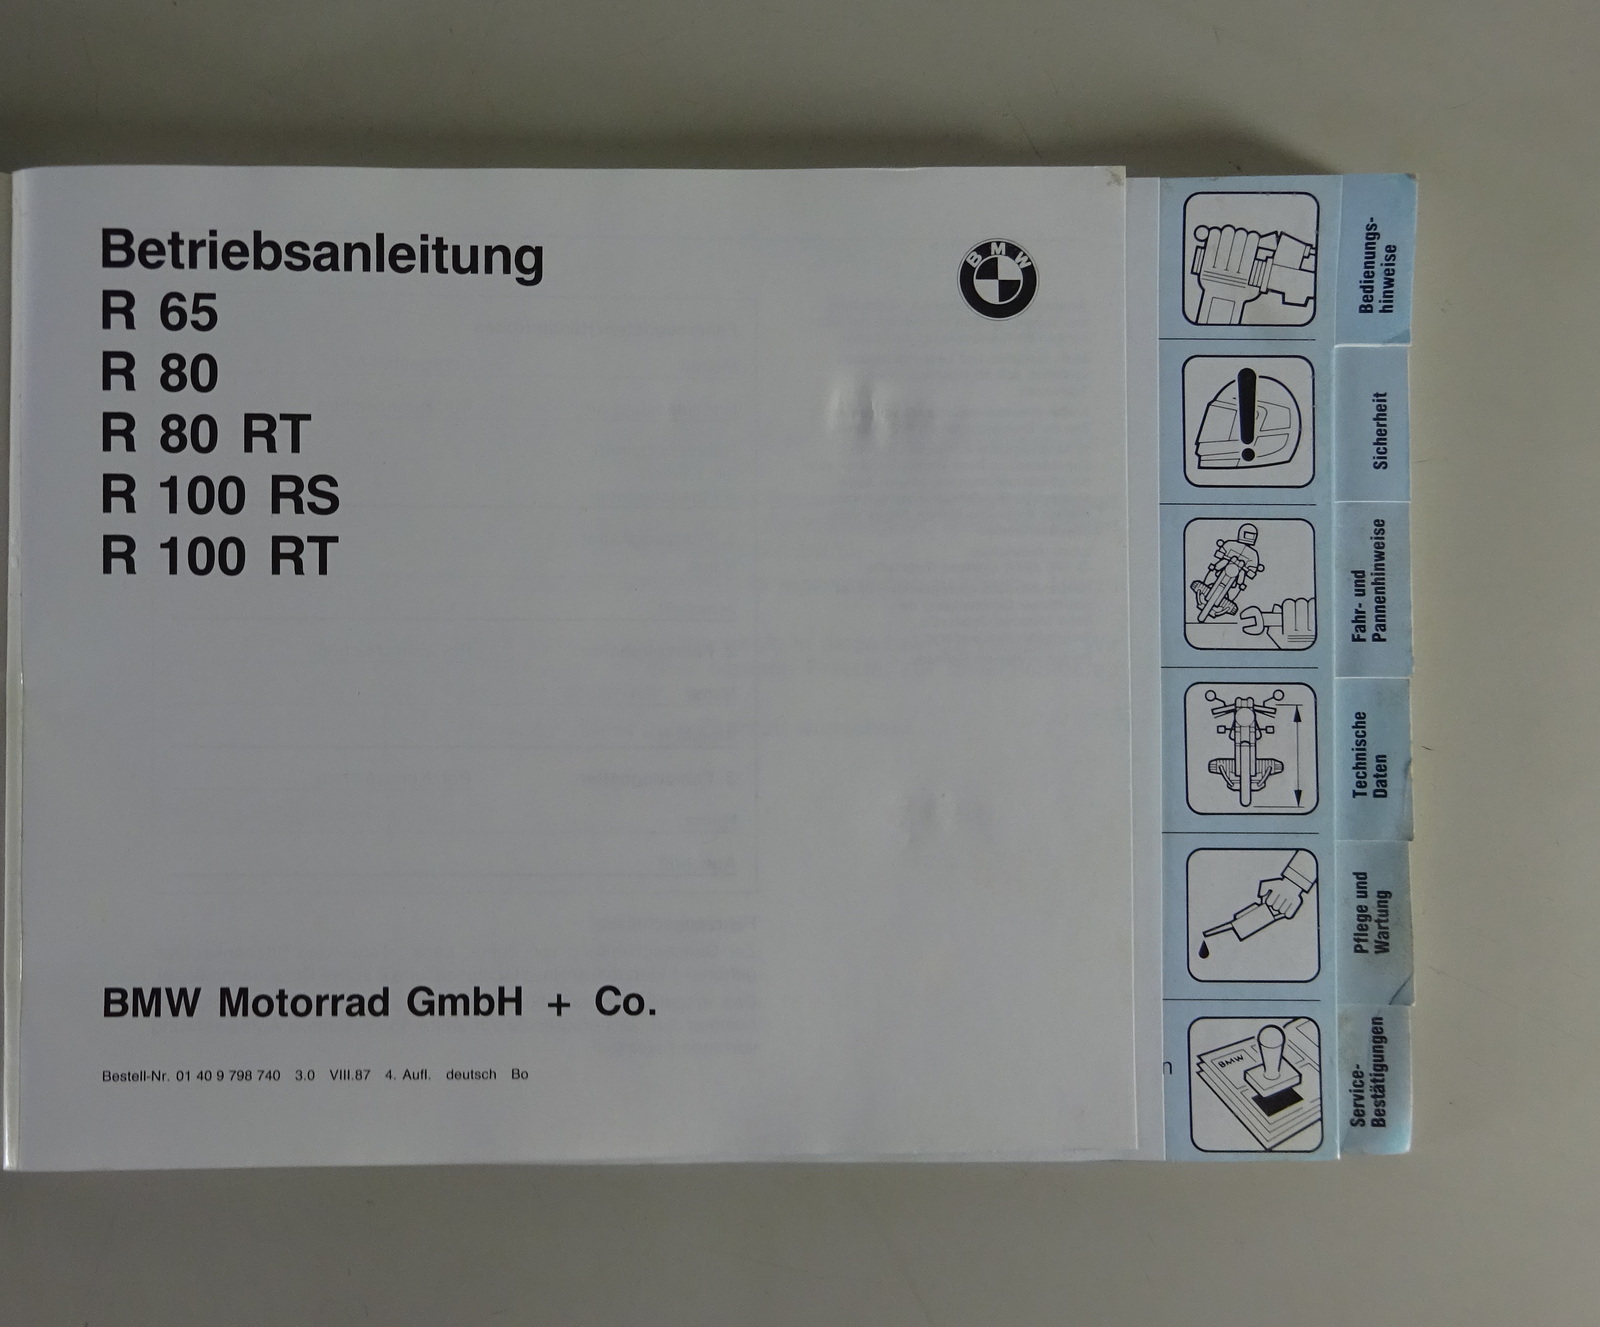 Betriebsanleitung
R 65
R 80
R 80 RT
R 100 RS
R 100 RT
BMW
BMW Motorrad GmbH + Co.
Bestell-Nr. 01 40 9 798 740 3.0 VIII.87 4. Aufl. deutsch Bo
Bedienungs-
hinweise
Sicherheit
Fahr- und
Pannenhinweise
Technische
Daten
Pflege und
Wartung
n
BMW
Service-
Bestätigungen